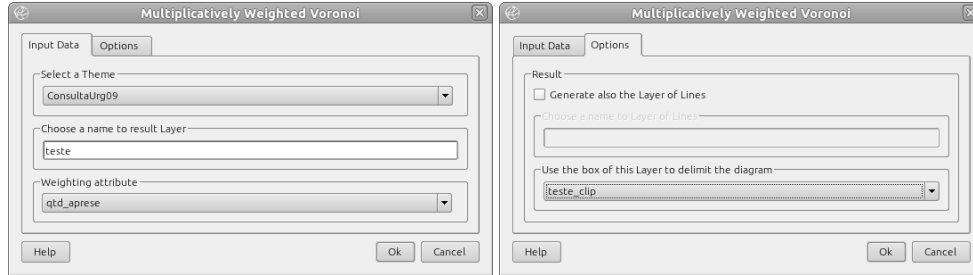 Multiplicatively Weighted Voronoi
Input Data
Options
Select a Theme
ConsultaUrg09
Choose a name to result Layer
teste
Weighting attribute
qtd_aprese
Help
Ok
Cancel
Multiplicatively Weighted Voronoi
Input Data
Options
Result
Generate also the Layer of Lines
Choose a name to Layer of Lines
Use the box of this Layer to delimit the diagram
teste_clip
Help
Ok
Cancel